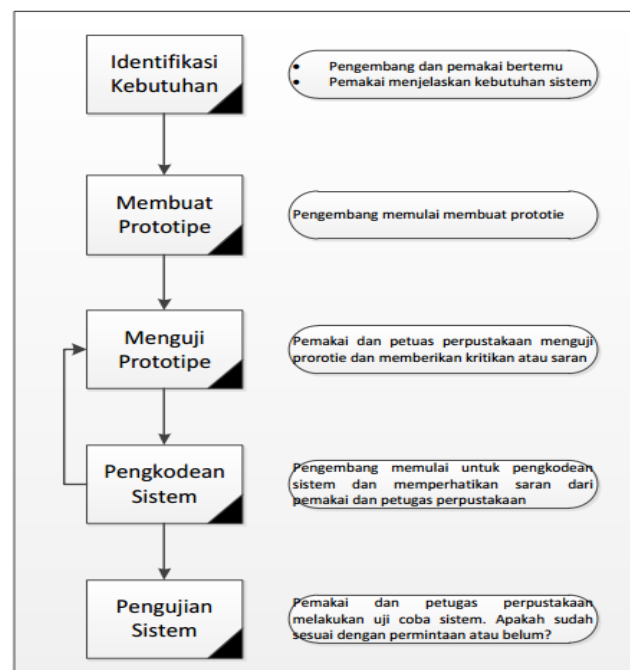 Identifikasi
Kebutuhan
• Pengembang dan pemakai bertemu
• Pemakai menjelaskan kebutuhan sistem
Membuat
Prototipe
Pengembang memulai membuat prototie
Menguji
Prototipe
Pemakai dan petuas perpustakaan menguji
prorotie dan memberikan kritikan atau saran
Pengkodean
Sistem
Pengembang memulai untuk pengkodean
sistem dan memperhatikan saran dari
pemakai dan petugas perpustakaan
Pengujian
Sistem
Pemakai dan petugas perpustakaan
melakukan uji coba sistem. Apakah sudah
sesuai dengan permintaan atau belum?